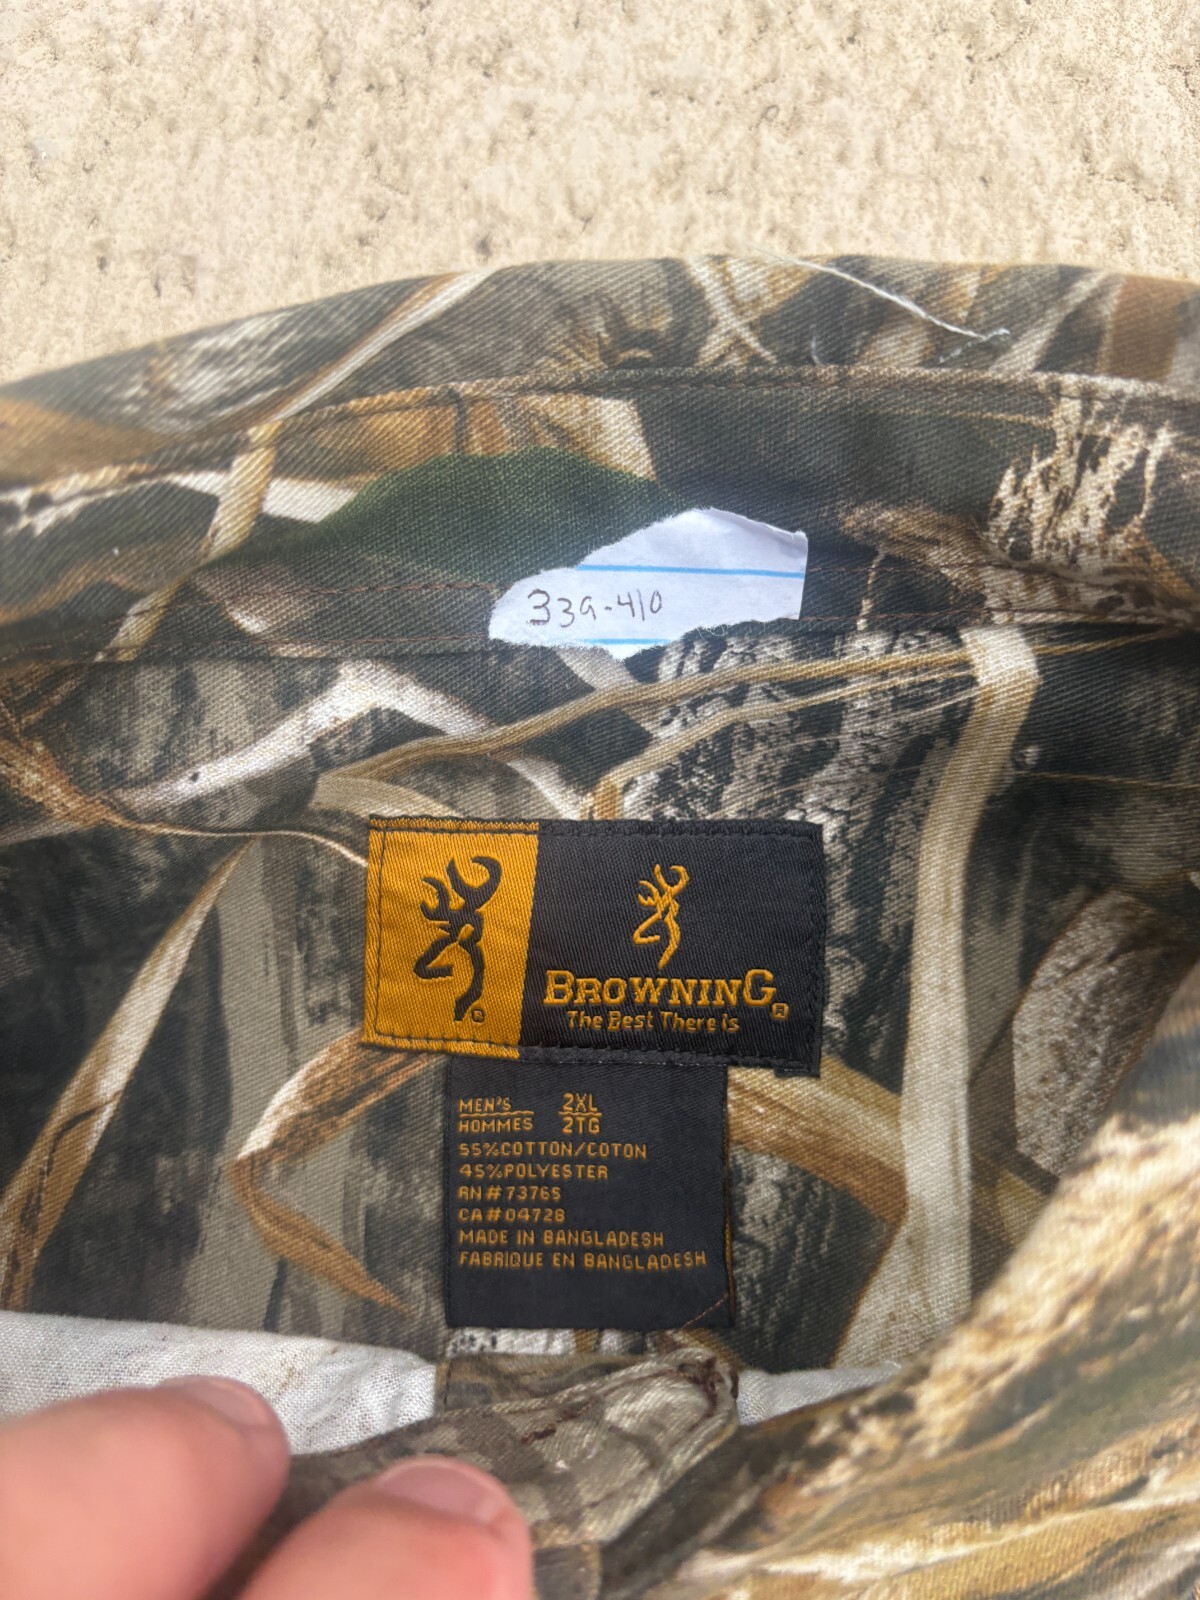 339-410
BROWNING®
The Best There is
MEN'S 2XL
HOMMES 2TG
55%COTTON/COTON
45%POLYESTER
RN#73765
CA#04728
MADE IN BANGLADESH
FABRIQUE EN BANGLADESH